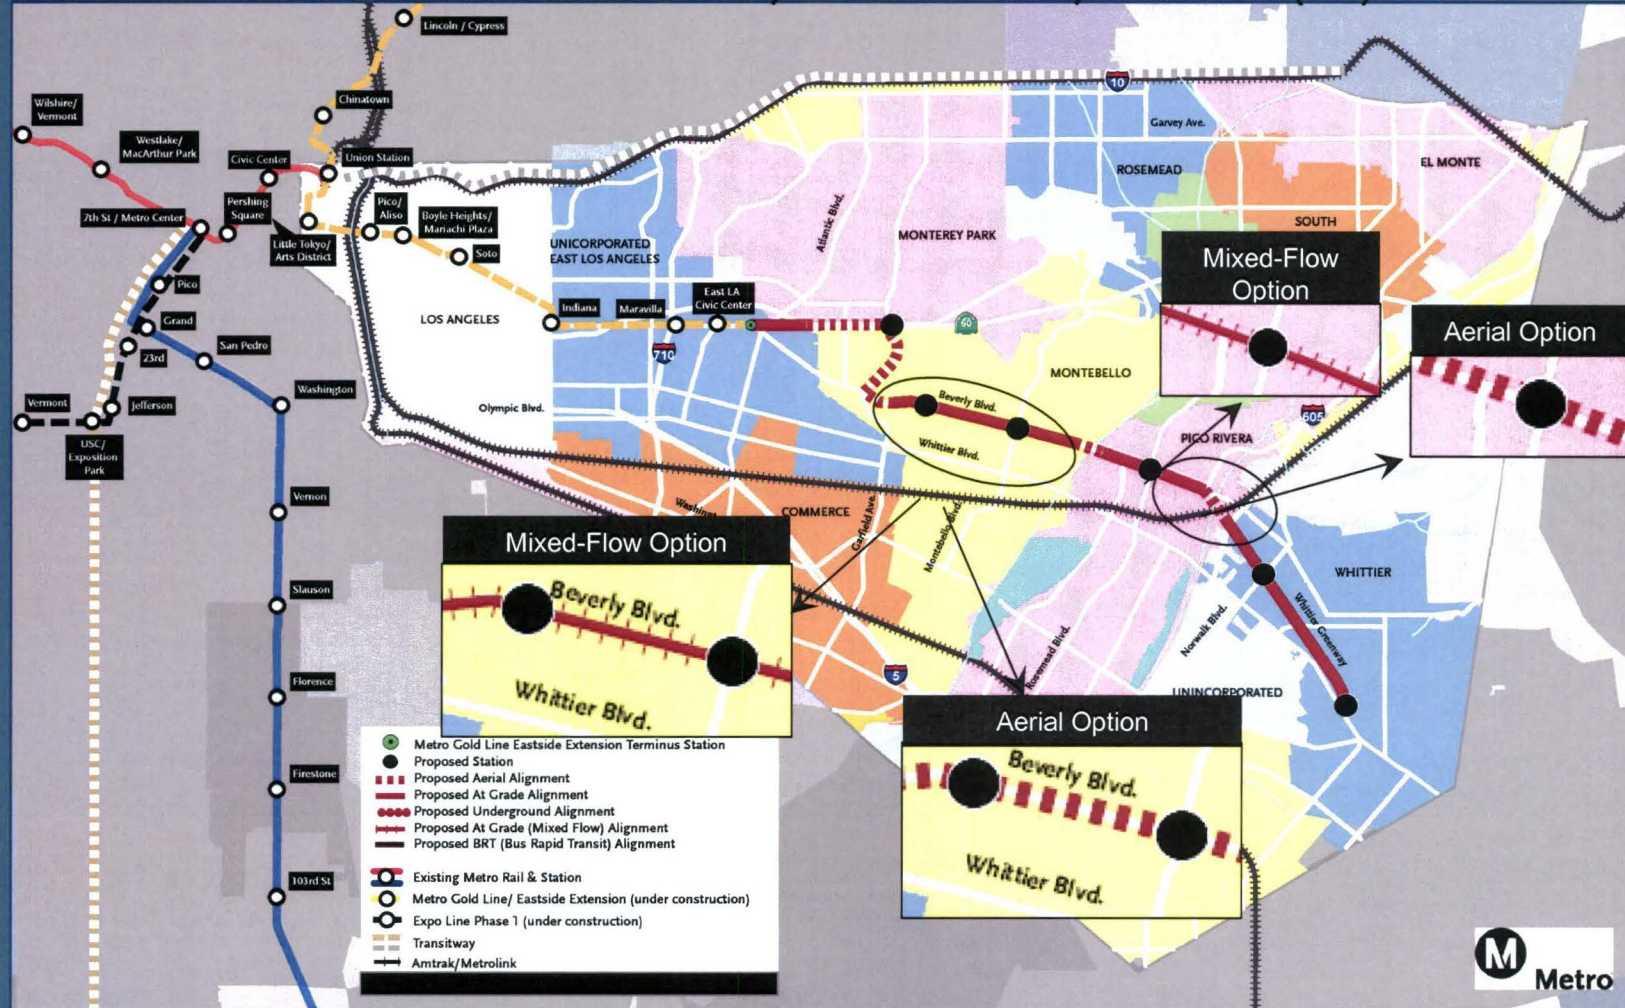 Lincoln / Cypress
Wilshire/
Vermont
Chinatown
10
Westlake/
MacArthur Park
Garvey Ave.
Civic Center
Union Station
ROSEMEAD
EL MONTE
7th St / Metro Center
Pershing
Square
Pico/
Aliso
Boyle Heights/
Mariachi Plaza
Atlantic Blvd.
MONTEREY PARK
SOUTH
Little Tokyo/
Arts District
Soto
UNICORPORATED
EAST LOS ANGELES
Mixed-Flow
Option
Pico
East LA
Civic Center
Indiana
Maravilla
LOS ANGELES
60
Grand
Aerial Option
San Pedro
23rd
710
MONTEBELLO
Washington
Vermont
Jefferson
Olympic Blvd.
Beverly Blvd.
605
PICO RIVERA
Whittier Blvd.
USC/
Exposition
Park
Vernon
COMMERCE
Garfield Ave.
Montebello Blvd.
Mixed-Flow Option
WHITTIER
Slauson
Beverly Blvd.
Whittier Greenway
Norwalk Blvd.
Rosemead Blvd.
Florence
5
Whittier Blvd.
UNINCORPORATED
Aerial Option
Metro Gold Line Eastside Extension Terminus Station
Proposed Station
Proposed Aerial Alignment
Proposed At Grade Alignment
Proposed Underground Alignment
Proposed At Grade (Mixed Flow) Alignment
Proposed BRT (Bus Rapid Transit) Alignment
Beverly Blvd.
Firestone
Whittier Blvd.
103rd St
Existing Metro Rail & Station
Metro Gold Line/ Eastside Extension (under construction)
Expo Line Phase 1 (under construction)
Transitway
Amtrak/Metrolink
M
Metro